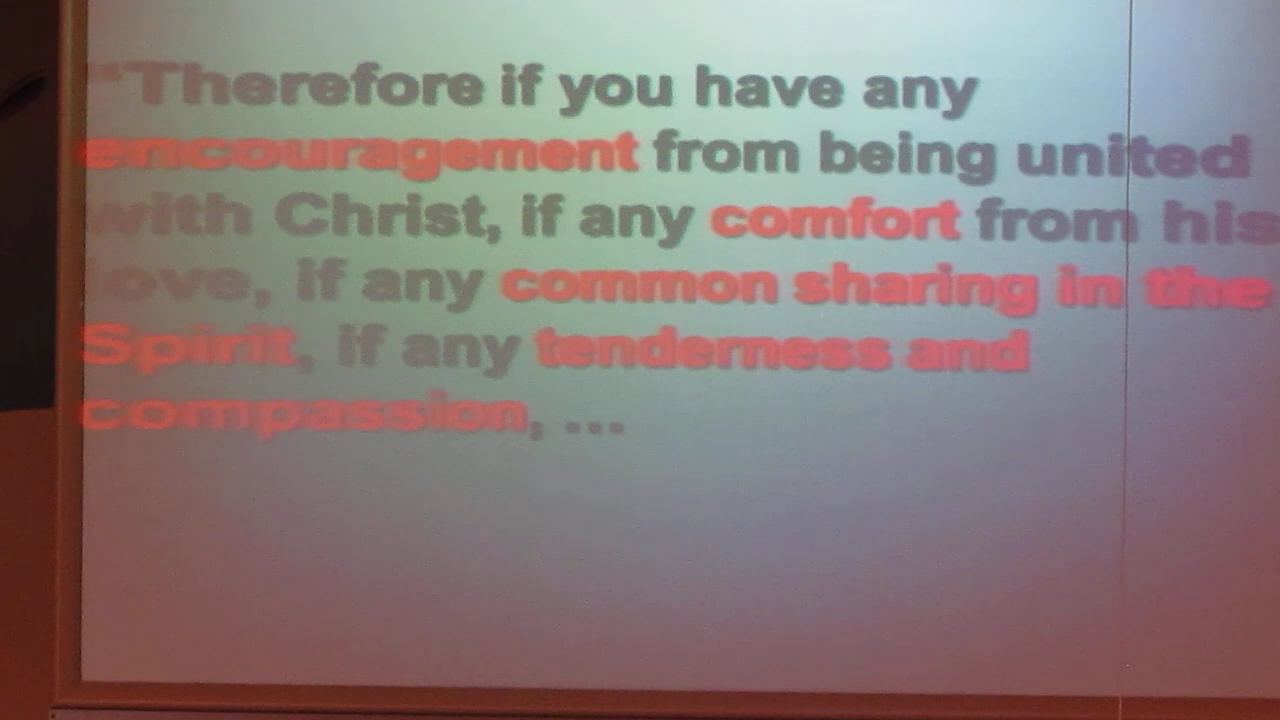 "Therefore if you have any
encouragement from being united
with Christ, if any comfort from his
love, if any common sharing in the
Spirit, if any tenderness and
compassion, ...